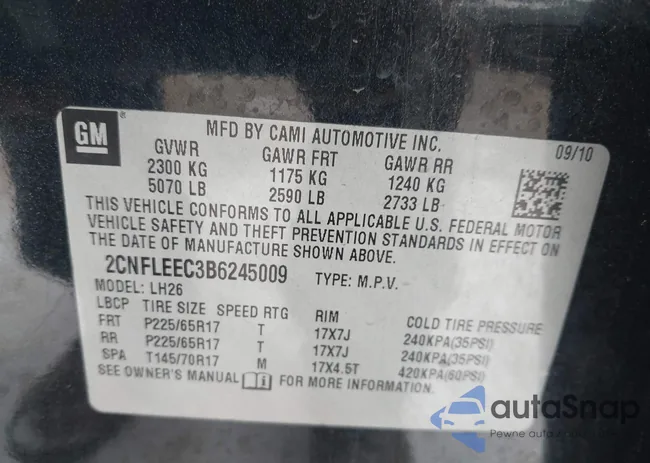 GM
®
MFD BY CAMI AUTOMOTIVE INC.
09/10
GVWR GAWR FRT GAWR RR
2300 KG 1175 KG 1240 KG
5070 LB 2590 LB 2733 LB
THIS VEHICLE CONFORMS TO ALL APPLICABLE U.S. FEDERAL MOTOR
VEHICLE SAFETY AND THEFT PREVENTION STANDARDS IN EFFECT ON
THE DATE OF MANUFACTURE SHOWN ABOVE.
2CNFLEEC3B6245009 TYPE: M.P.V.
MODEL: LH26
LBCP TIRE SIZE SPEED RTG RIM COLD TIRE PRESSURE
FRT P225/65R17 T 17X7J 240KPA(35PSI)
RR P225/65R17 T 17X7J 240KPA(35PSI)
SPA T145/70R17 M 17X4.5T 420KPA(60PSI)
SEE OWNER'S MANUAL i FOR MORE INFORMATION.
autaSnap
Pewne auto